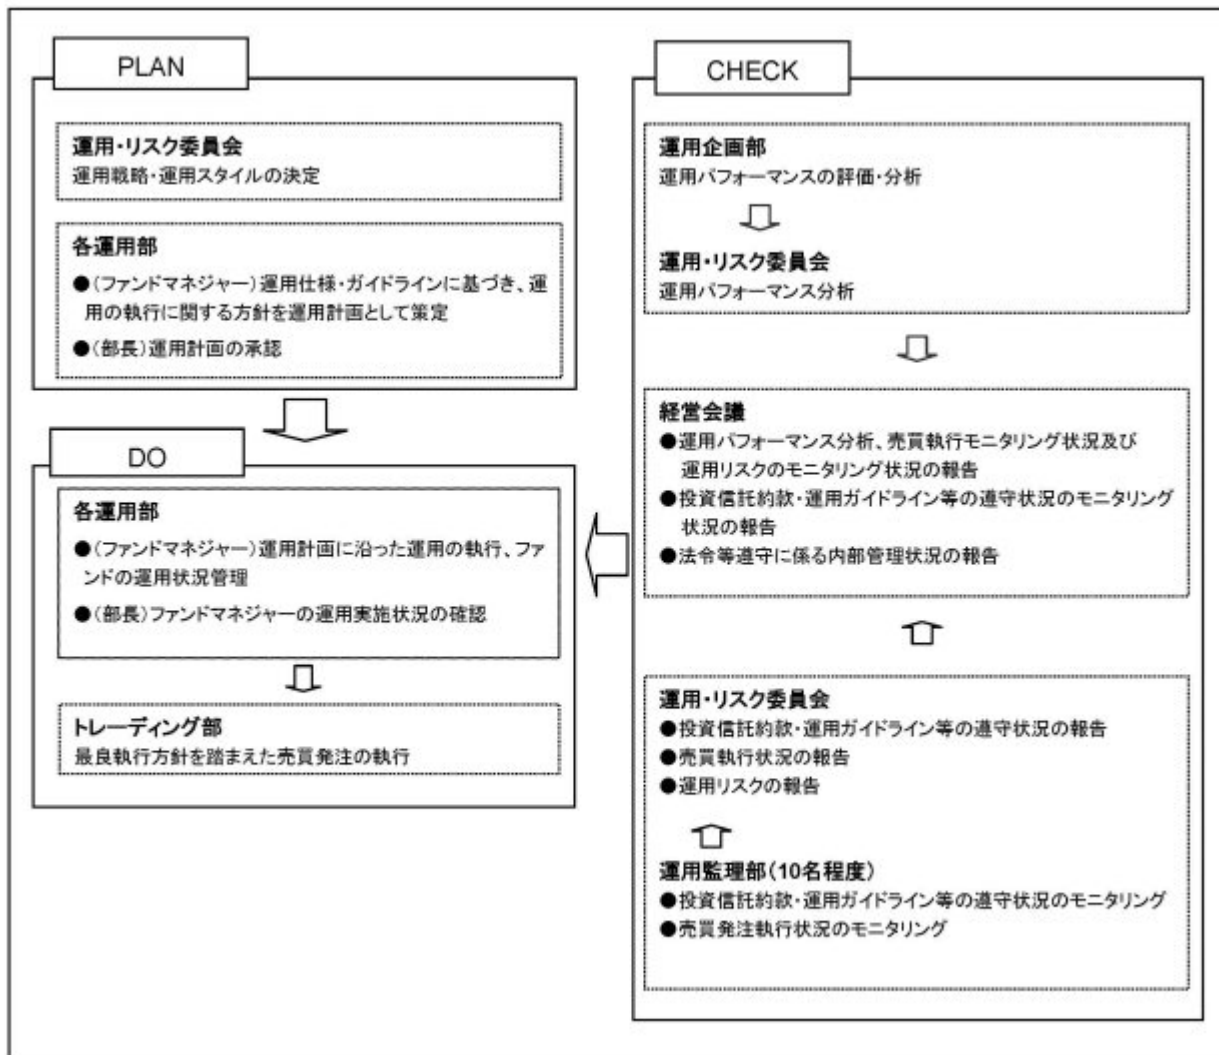 PLAN
運用・リスク委員会
運用戦略・運用スタイルの決定
各運用部
●(ファンドマネジャー)運用仕様・ガイドラインに基づき、運
用の執行に関する方針を運用計画として策定
●(部長)運用計画の承認
DO
各運用部
●(ファンドマネジャー)運用計画に沿った運用の執行、ファ
ンドの運用状況管理
●(部長)ファンドマネジャーの運用実施状況の確認
トレーディング部
最良執行方針を踏まえた売買発注の執行
CHECK
運用企画部
運用パフォーマンスの評価・分析
運用・リスク委員会
運用パフォーマンス分析
経営会議
●運用パフォーマンス分析、売買執行モニタリング状況及び
運用リスクのモニタリング状況の報告
●投資信託約款・運用ガイドライン等の遵守状況のモニタリング
状況の報告
●法令等遵守に係る内部管理状況の報告
運用・リスク委員会
●投資信託約款・運用ガイドライン等の遵守状況の報告
●売買執行状況の報告
●運用リスクの報告
運用監理部(10名程度)
●投資信託約款・運用ガイドライン等の遵守状況のモニタリング
●売買発注執行状況のモニタリング